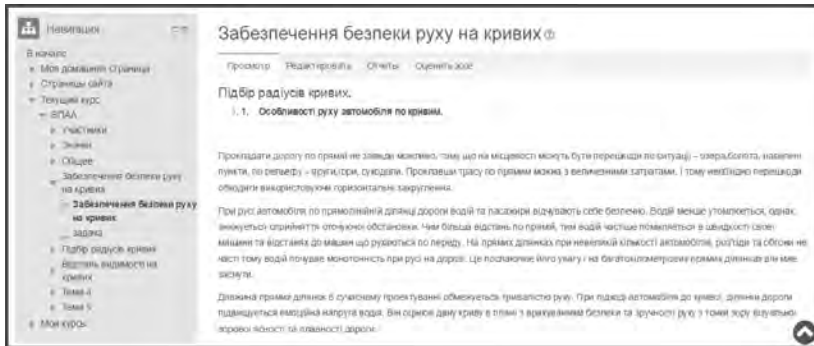 Навигация
В начало
Моя домашняя страница
Страницы сайта
Текущий курс
ВПАЛ
Участники
Значки
Общее
Забезпечення безпеки руху
на кривих
Забезпечення безпеки руху
на кривих
задача
Підбір радіусів кривих
Відстань видимості на
кривих
Тема 4
Тема 5
Мои курсы
Забезпечення безпеки руху на кривих
Просмотр Редактировать Отчеты Оценить эссе
Підбір радіусів кривих.
1. 1. Особливості руху автомобіля по кривим.
Прокладати дорогу по прямій не завжди можливо, тому що на місцевості можуть бути перешкоди по ситуації – озера, болота, населені
пункти, по рельєфу – круги, гори, суходоли. Проклавши трасу по прямим можна з величезними затратами. І тому необхідно перешкоди
обходити використовуючи горизонтальні закруглення.
При русі автомобіля по прямолінійній ділянці дороги водій та пасажири відчувають себе безпечно. Водій менше утомлюється, однак,
знижується сприйняття оточуючої обстановки. Чим більша відстань по прямій, тим водій частіше помиляється в швидкості своєї
машини та відстанях до машин що рухаються по переду. На прямих ділянках при невеликій кількості автомобілів, роз'їзди та обгони не
часті тому водій почуває монотонність при русі на дорозі. Це послаблює його увагу і на багатокілометрових прямих ділянках він може
заснути.
Довжина прямих ділянок в сучасному проектуванні обмежується тривалістю руху. При підході автомобіля до кривої, ділянки дороги
підвищується емоційна напруга водія. Він оцінює дану криву в плані з врахуванням безпеки та зручності руху з точки зору візуальної
зорової ясності та плавності дороги.